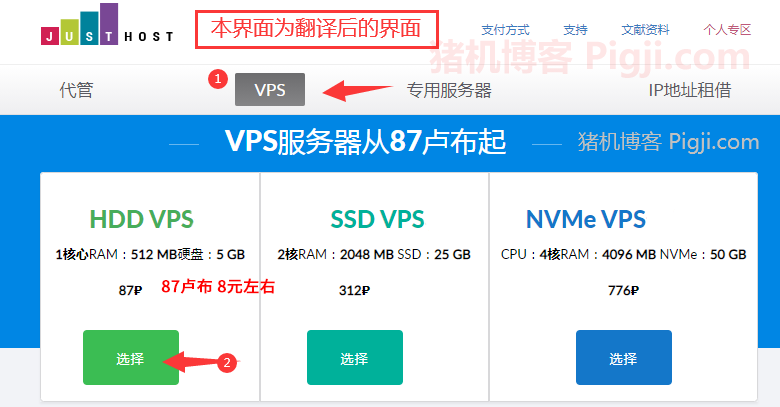 JUST HOST
本界面为翻译后的界面
支付方式 支持 文献资料 个人专区
猪机博客 Pigji.com
代管 1 VPS 专用服务器 IP地址租借
VPS服务器从87卢布起
猪机博客 Pigji.com
HDD VPS SSD VPS NVMe VPS
1核心RAM：512 MB硬盘：5 GB 2核RAM：2048 MB SSD：25 GB CPU：4核RAM：4096 MB NVMe：50 GB
87₽ 87卢布 8元左右 312₽ 776₽
选择 2 选择 选择